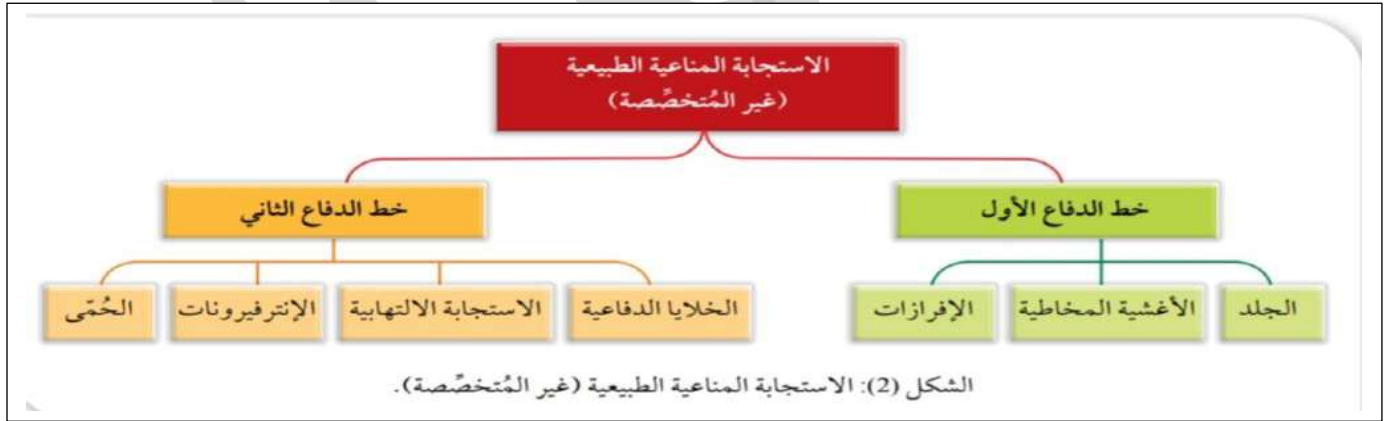 الاستجابة المناعية الطبيعية
(غير المُتخصِّصة)
خط الدفاع الأول
خط الدفاع الثاني
الجلد
الأغشية المخاطية
الإفرازات
الخلايا الدفاعية
الاستجابة الالتهابية
الإنترفيرونات
الحُمّى
الشكل (2): الاستجابة المناعية الطبيعية (غير المُتخصِّصة).